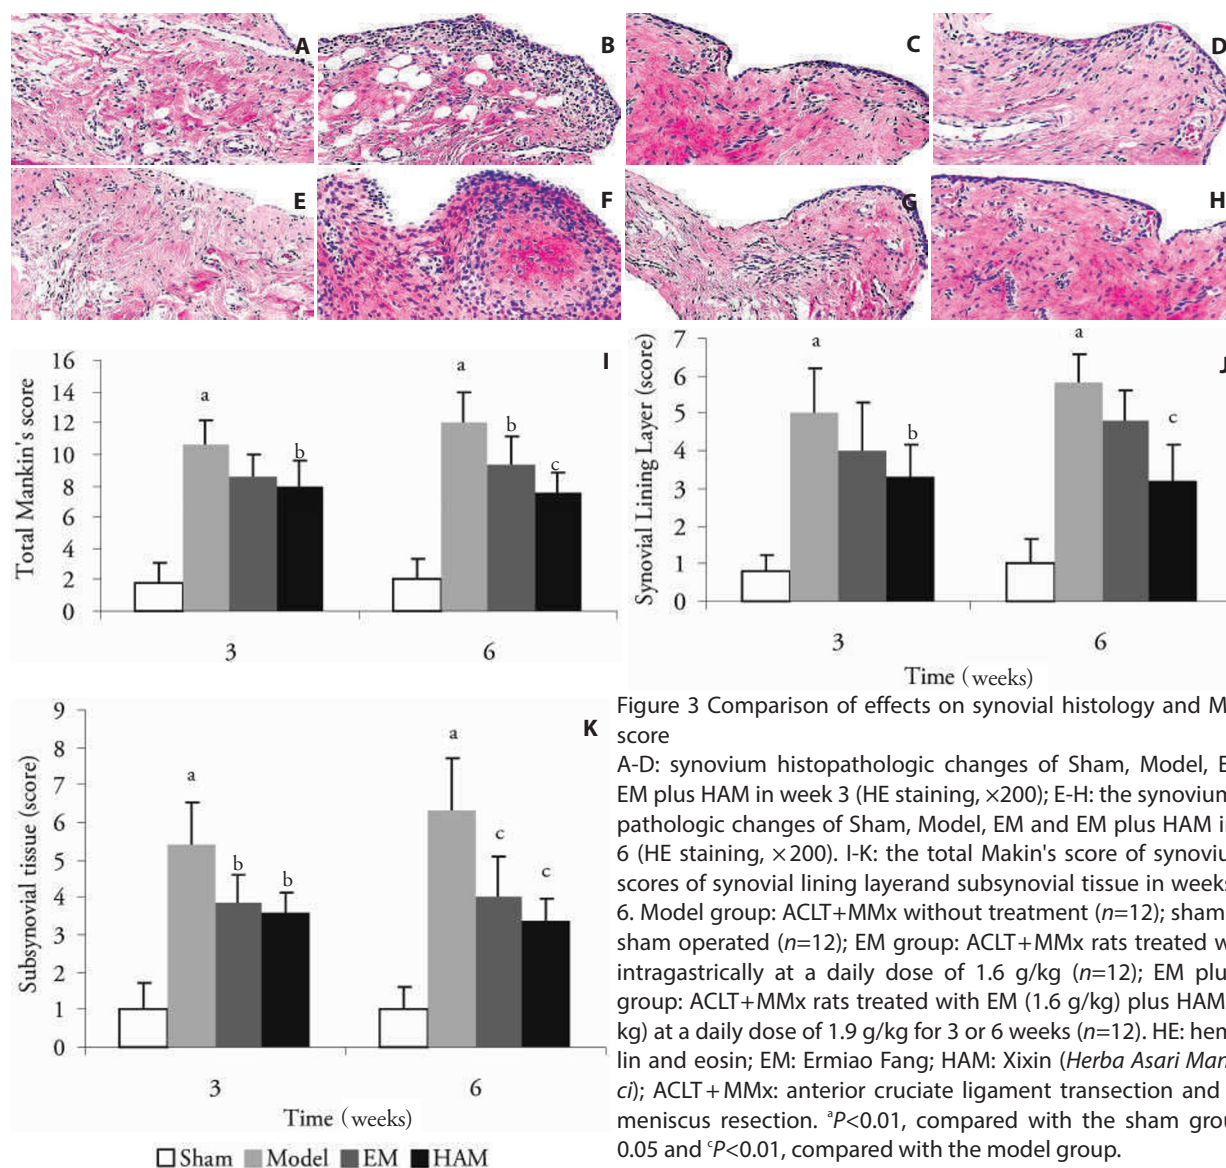 A
B
C
D
E
F
G
H
I
16
14
12
10
8
6
4
2
0
Total Mankin's score
a
b
a
b
c
3
6
J
7
6
5
4
3
2
1
0
Synovial Lining Layer (score)
a
b
a
c
3
6
Time (weeks)
K
9
8
7
6
5
4
3
2
1
0
Subsynovial tissue (score)
a
b
b
a
c
c
3
6
Time (weeks)
Sham Model EM HAM
Figure 3 Comparison of effects on synovial histology and M
score
A-D: synovium histopathologic changes of Sham, Model, E
EM plus HAM in week 3 (HE staining, ×200); E-H: the synovium
pathologic changes of Sham, Model, EM and EM plus HAM i
6 (HE staining, ×200). I-K: the total Makin's score of synoviu
scores of synovial lining layerand subsynovial tissue in weeks
6. Model group: ACLT+MMx without treatment (n=12); sham
sham operated (n=12); EM group: ACLT+MMx rats treated w
intragastrically at a daily dose of 1.6 g/kg (n=12); EM plu
group: ACLT+MMx rats treated with EM (1.6 g/kg) plus HAM
kg) at a daily dose of 1.9 g/kg for 3 or 6 weeks (n=12). HE: hem
lin and eosin; EM: Ermiao Fang; HAM: Xixin (Herba Asari Man
ci); ACLT+MMx: anterior cruciate ligament transection and
meniscus resection. ᵃP<0.01, compared with the sham grou
0.05 and ᶜP<0.01, compared with the model group.